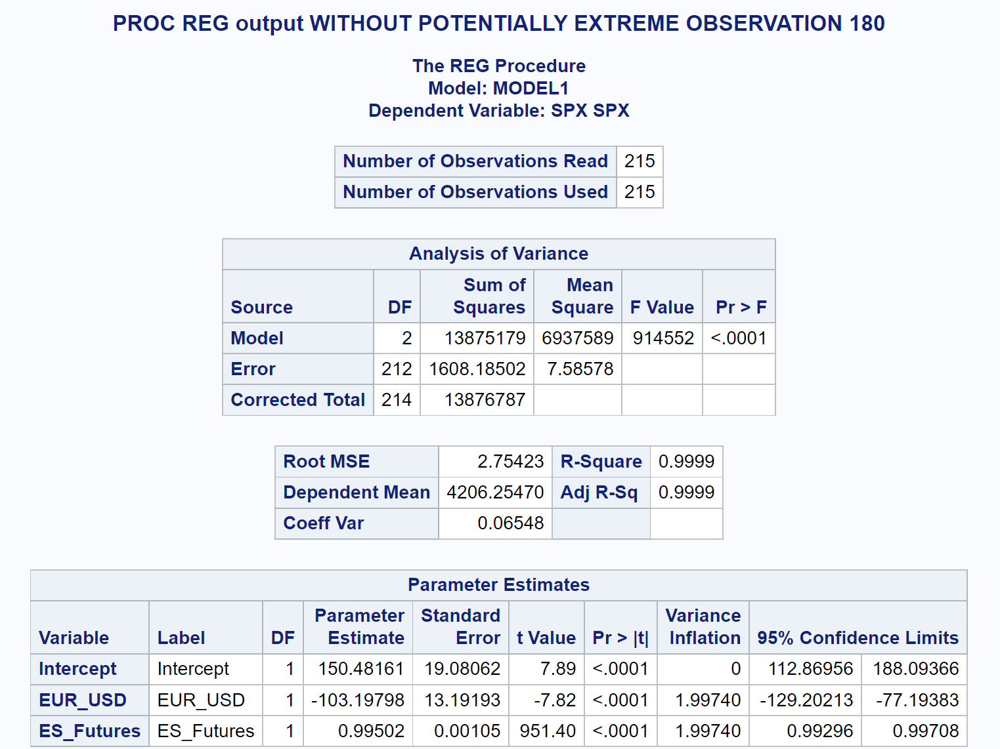 PROC REG output WITHOUT POTENTIALLY EXTREME OBSERVATION 180
The REG Procedure
Model: MODEL1
Dependent Variable: SPX SPX
Number of Observations Read 215
Number of Observations Used 215
Analysis of Variance
Source DF Sum of Squares Mean Square F Value Pr > F
Model 2 13875179 6937589 914552 <.0001
Error 212 1608.18502 7.58578
Corrected Total 214 13876787
Root MSE 2.75423 R-Square 0.9999
Dependent Mean 4206.25470 Adj R-Sq 0.9999
Coeff Var 0.06548
Parameter Estimates
Variable Label DF Parameter Estimate Standard Error t Value Pr > |t| Variance Inflation 95% Confidence Limits
Intercept Intercept 1 150.48161 19.08062 7.89 <.0001 0 112.86956 188.09366
EUR_USD EUR_USD 1 -103.19798 13.19193 -7.82 <.0001 1.99740 -129.20213 -77.19383
ES_Futures ES_Futures 1 0.99502 0.00105 951.40 <.0001 1.99740 0.99296 0.99708